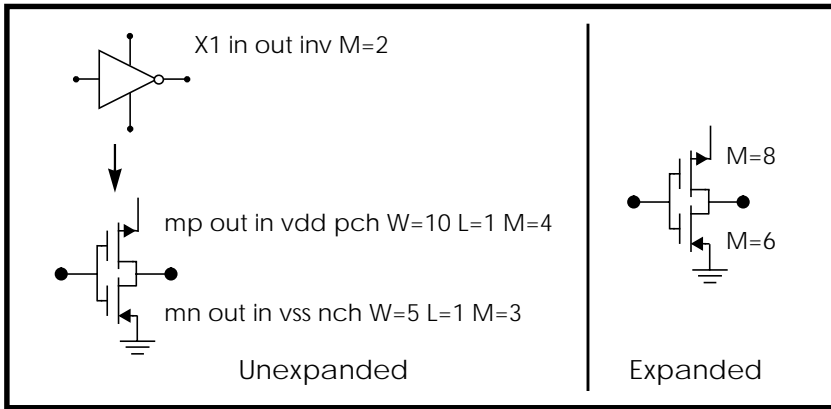 X1 in out inv M=2
mp out in vdd pch W=10 L=1 M=4
mn out in vss nch W=5 L=1 M=3
Unexpanded
M=8
M=6
Expanded